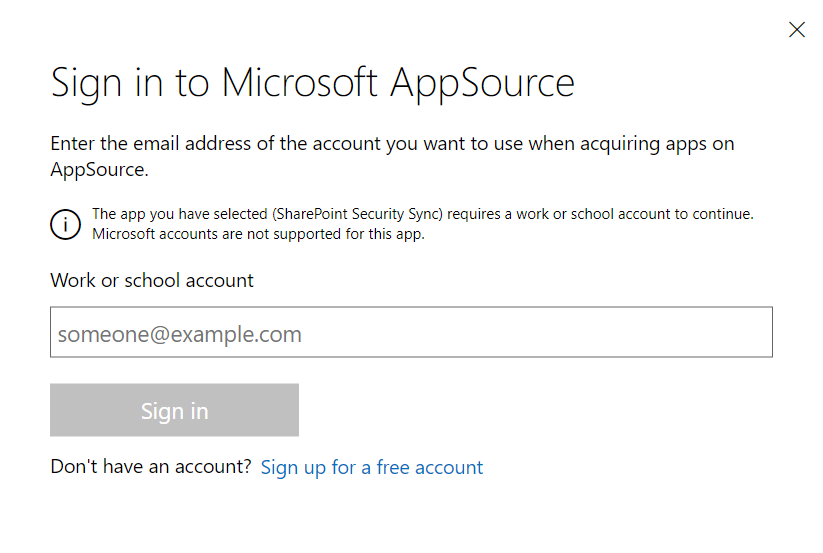 Sign in to Microsoft AppSource
Enter the email address of the account you want to use when acquiring apps on
AppSource.
The app you have selected (SharePoint Security Sync) requires a work or school account to continue.
Microsoft accounts are not supported for this app.
Work or school account
someone@example.com
Sign in
Don't have an account? Sign up for a free account